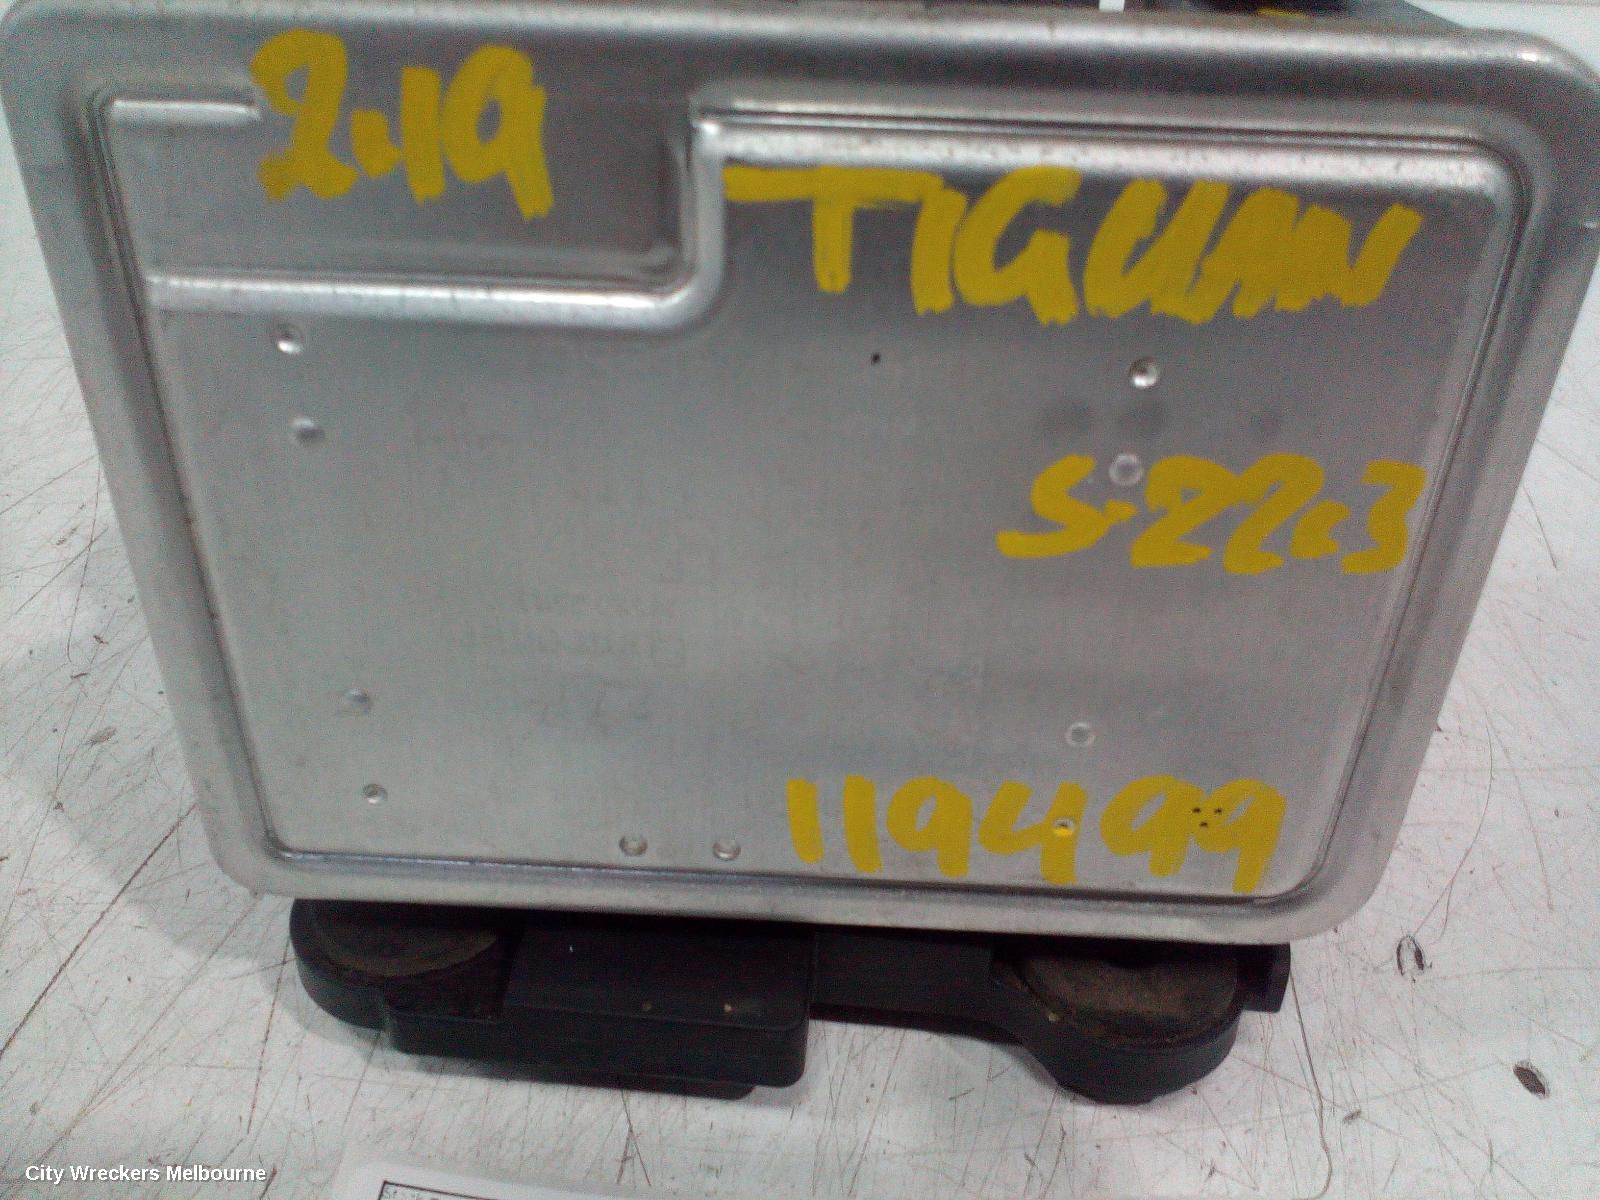 2.19
TIGUAN
S-22.3
119499
City Wreckers Melbourne